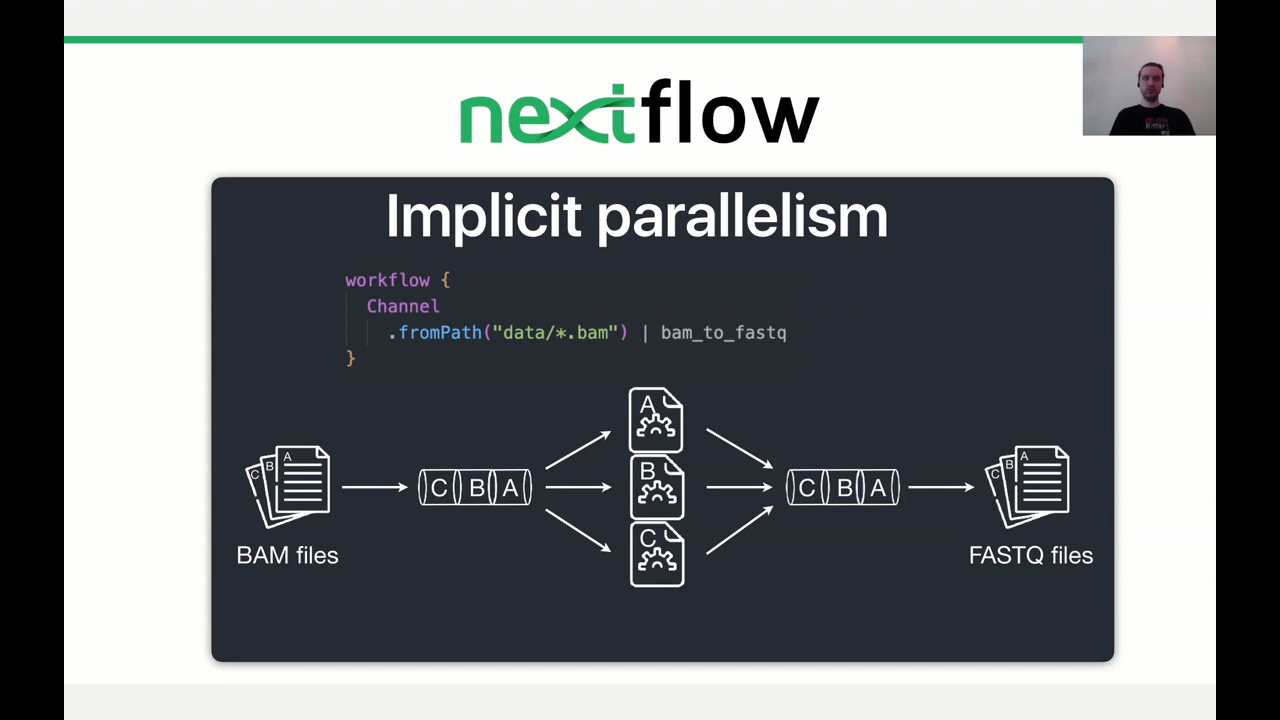 nextflow
Implicit parallelism
workflow {
Channel
.fromPath("data/*.bam") | bam_to_fastq
}
A
B
C
C B A
C B A
C B A
C B A
BAM files
FASTQ files